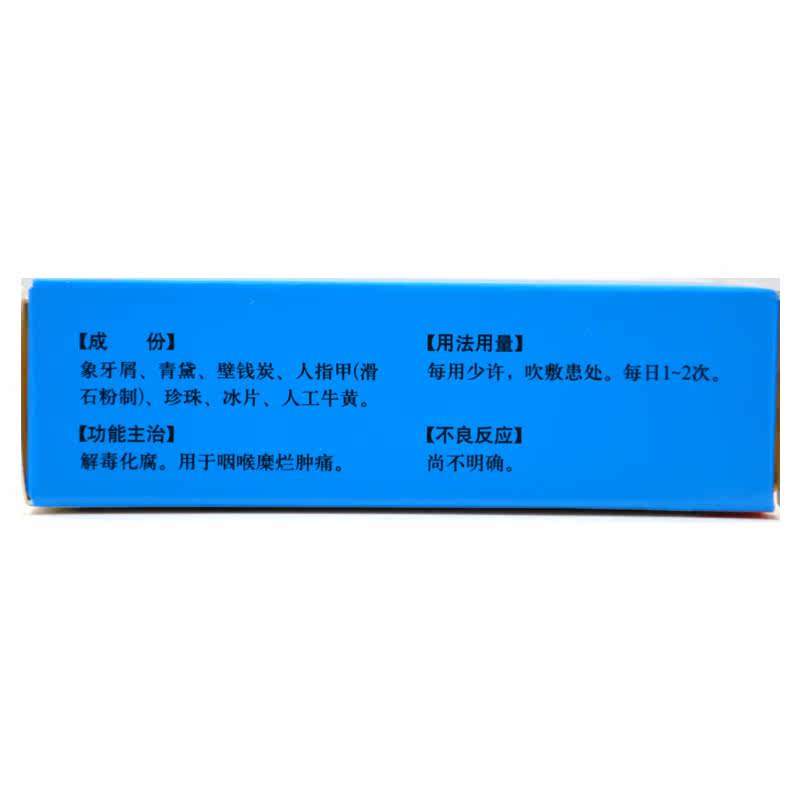 【成　份】
象牙屑、青黛、壁钱炭、人指甲(滑
石粉制)、珍珠、冰片、人工牛黄。
【功能主治】
解毒化腐。用于咽喉糜烂肿痛。
【用法用量】
每用少许，吹敷患处。每日1~2次。
【不良反应】
尚不明确。